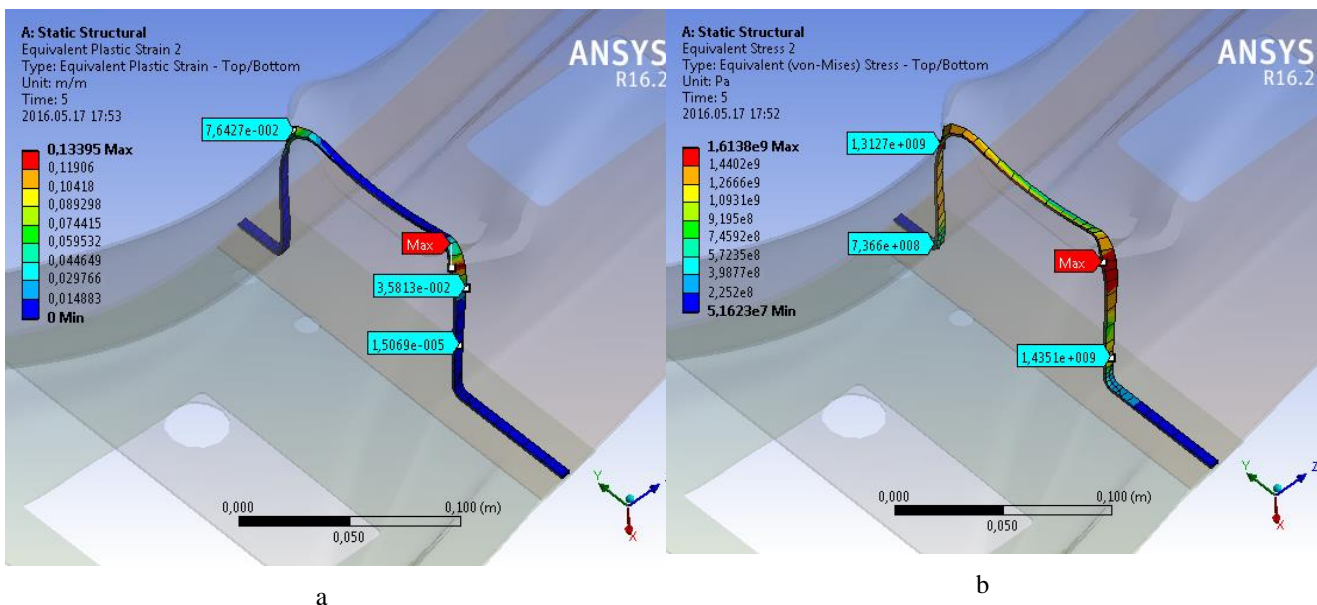 A: Static Structural
Equivalent Plastic Strain 2
Type: Equivalent Plastic Strain - Top/Bottom
Unit: m/m
Time: 5
2016.05.17 17:53
ANSYS
R16.2
7,6427e-002
0,13395 Max
0,11906
0,10418
0,089298
0,074415
0,059532
0,044649
0,029766
0,014883
0 Min
Max
3,5813e-002
1,5069e-005
0,000
0,100 (m)
0,050
Y
X
a
A: Static Structural
Equivalent Stress 2
Type: Equivalent (von-Mises) Stress - Top/Bottom
Unit: Pa
Time: 5
2016.05.17 17:52
ANSYS
R16.2
1,3127e+009
1,6138e9 Max
1,4402e9
1,2666e9
1,0931e9
9,195e8
7,4592e8
5,7235e8
3,9877e8
2,252e8
5,1623e7 Min
7,366e+008
Max
1,4351e+009
0,000
0,100 (m)
0,050
Y
Z
X
b